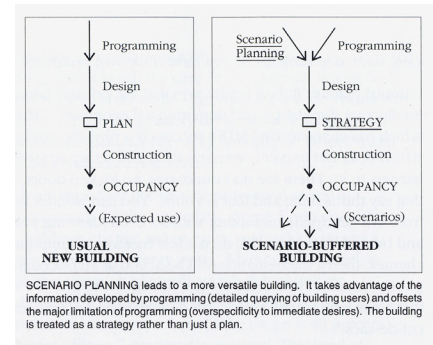 Programming
Design
PLAN
Construction
OCCUPANCY
(Expected use)
USUAL
NEW BUILDING
Scenario
Planning
Programming
Design
STRATEGY
Construction
OCCUPANCY
(Scenarios)
SCENARIO-BUFFERED
BUILDING
SCENARIO PLANNING leads to a more versatile building. It takes advantage of the
information developed by programming (detailed querying of building users) and offsets
the major limitation of programming (overspecificity to immediate desires). The building
is treated as a strategy rather than just a plan.